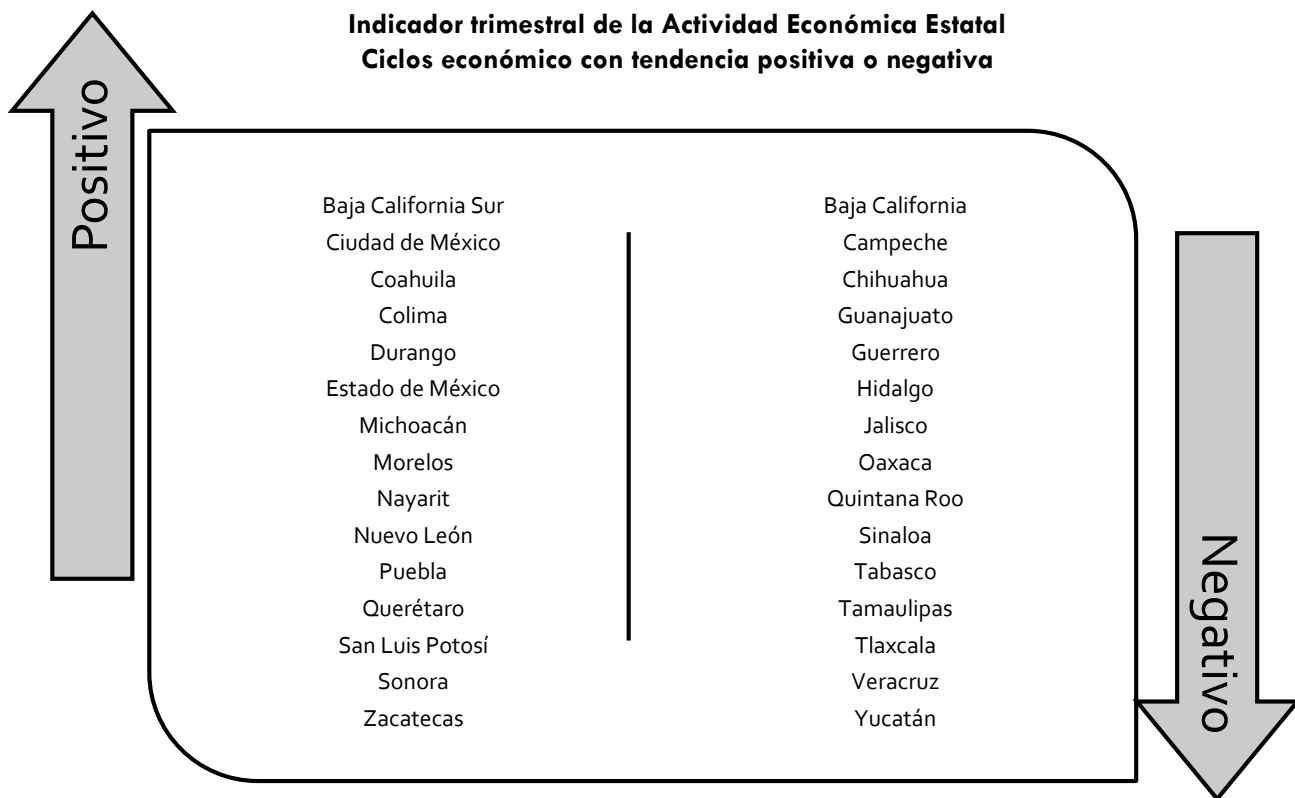 Indicador trimestral de la Actividad Económica Estatal
Ciclos económico con tendencia positiva o negativa
Positivo
Baja California Sur
Ciudad de México
Coahuila
Colima
Durango
Estado de México
Michoacán
Morelos
Nayarit
Nuevo León
Puebla
Querétaro
San Luis Potosí
Sonora
Zacatecas
Baja California
Campeche
Chihuahua
Guanajuato
Guerrero
Hidalgo
Jalisco
Oaxaca
Quintana Roo
Sinaloa
Tabasco
Tamaulipas
Tlaxcala
Veracruz
Yucatán
Negativo